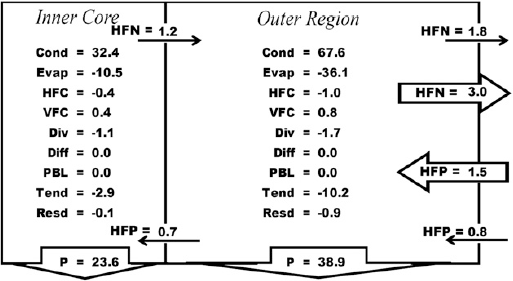 Inner Core
Outer Region
HFN = 1.2
HFN = 1.8
Cond = 32.4
Evap = -10.5
HFC = -0.4
VFC = 0.4
Div = -1.1
Diff = 0.0
PBL = 0.0
Tend = -2.9
Resd = -0.1
Cond = 67.6
Evap = -36.1
HFC = -1.0
VFC = 0.8
Div = -1.7
Diff = 0.0
PBL = 0.0
Tend = -10.2
Resd = -0.9
HFN = 3.0
HFP = 1.5
HFP = 0.7
HFP = 0.8
P = 23.6
P = 38.9